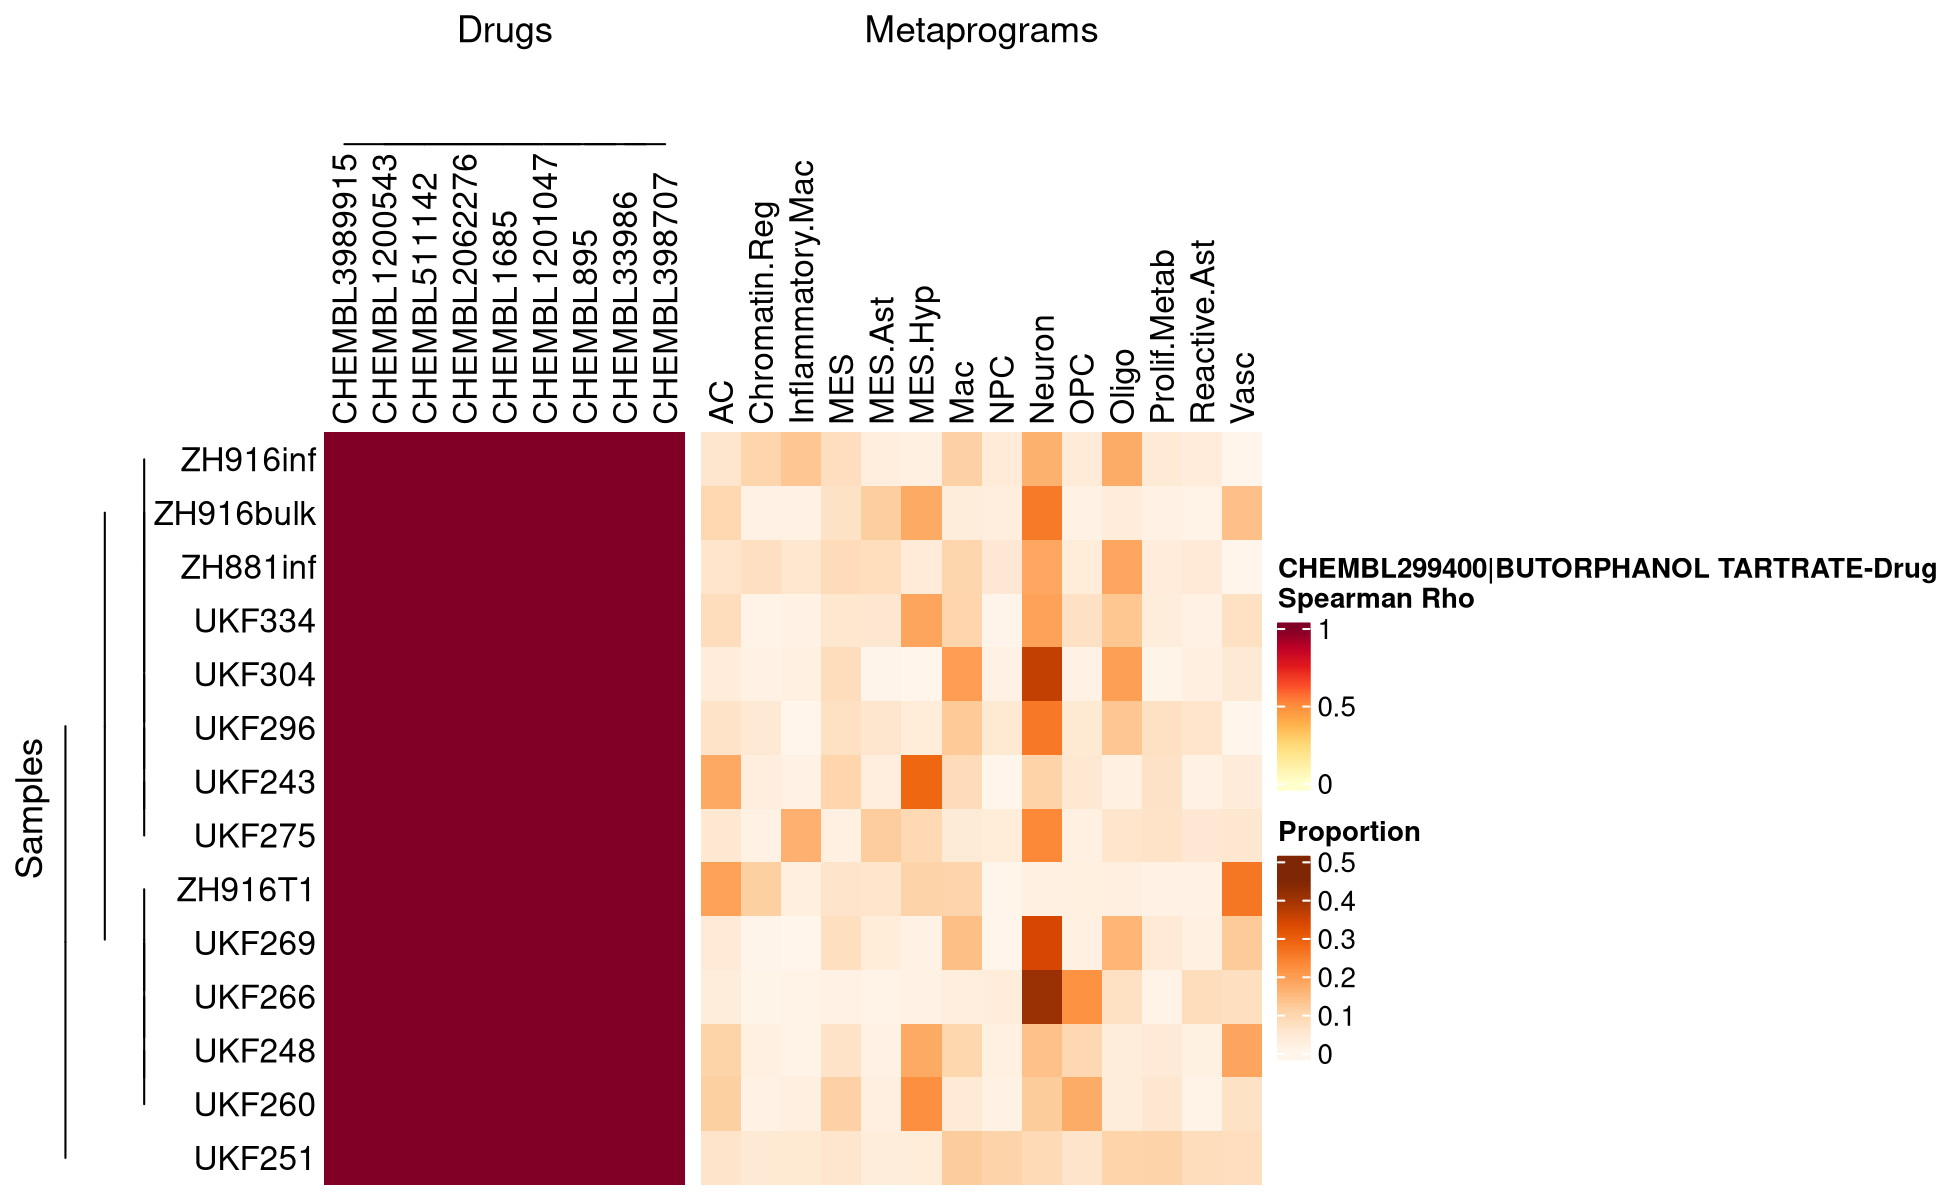 Drugs
Metaprograms
CHEMBL3989915
CHEMBL1200543
CHEMBL511142
CHEMBL2062276
CHEMBL1685
CHEMBL1201047
CHEMBL895
CHEMBL33986
CHEMBL398707
AC
Chromatin.Reg
Inflammatory.Mac
MES
MES.Ast
MES.Hyp
Mac
NPC
Neuron
OPC
Oligo
Prolif.Metab
Reactive.Ast
Vasc
Samples
ZH916inf
ZH916bulk
ZH881inf
UKF334
UKF304
UKF296
UKF243
UKF275
ZH916T1
UKF269
UKF266
UKF248
UKF260
UKF251
CHEMBL299400|BUTORPHANOL TARTRATE-Drug
Spearman Rho
1
0.5
0
Proportion
0.5
0.4
0.3
0.2
0.1
0